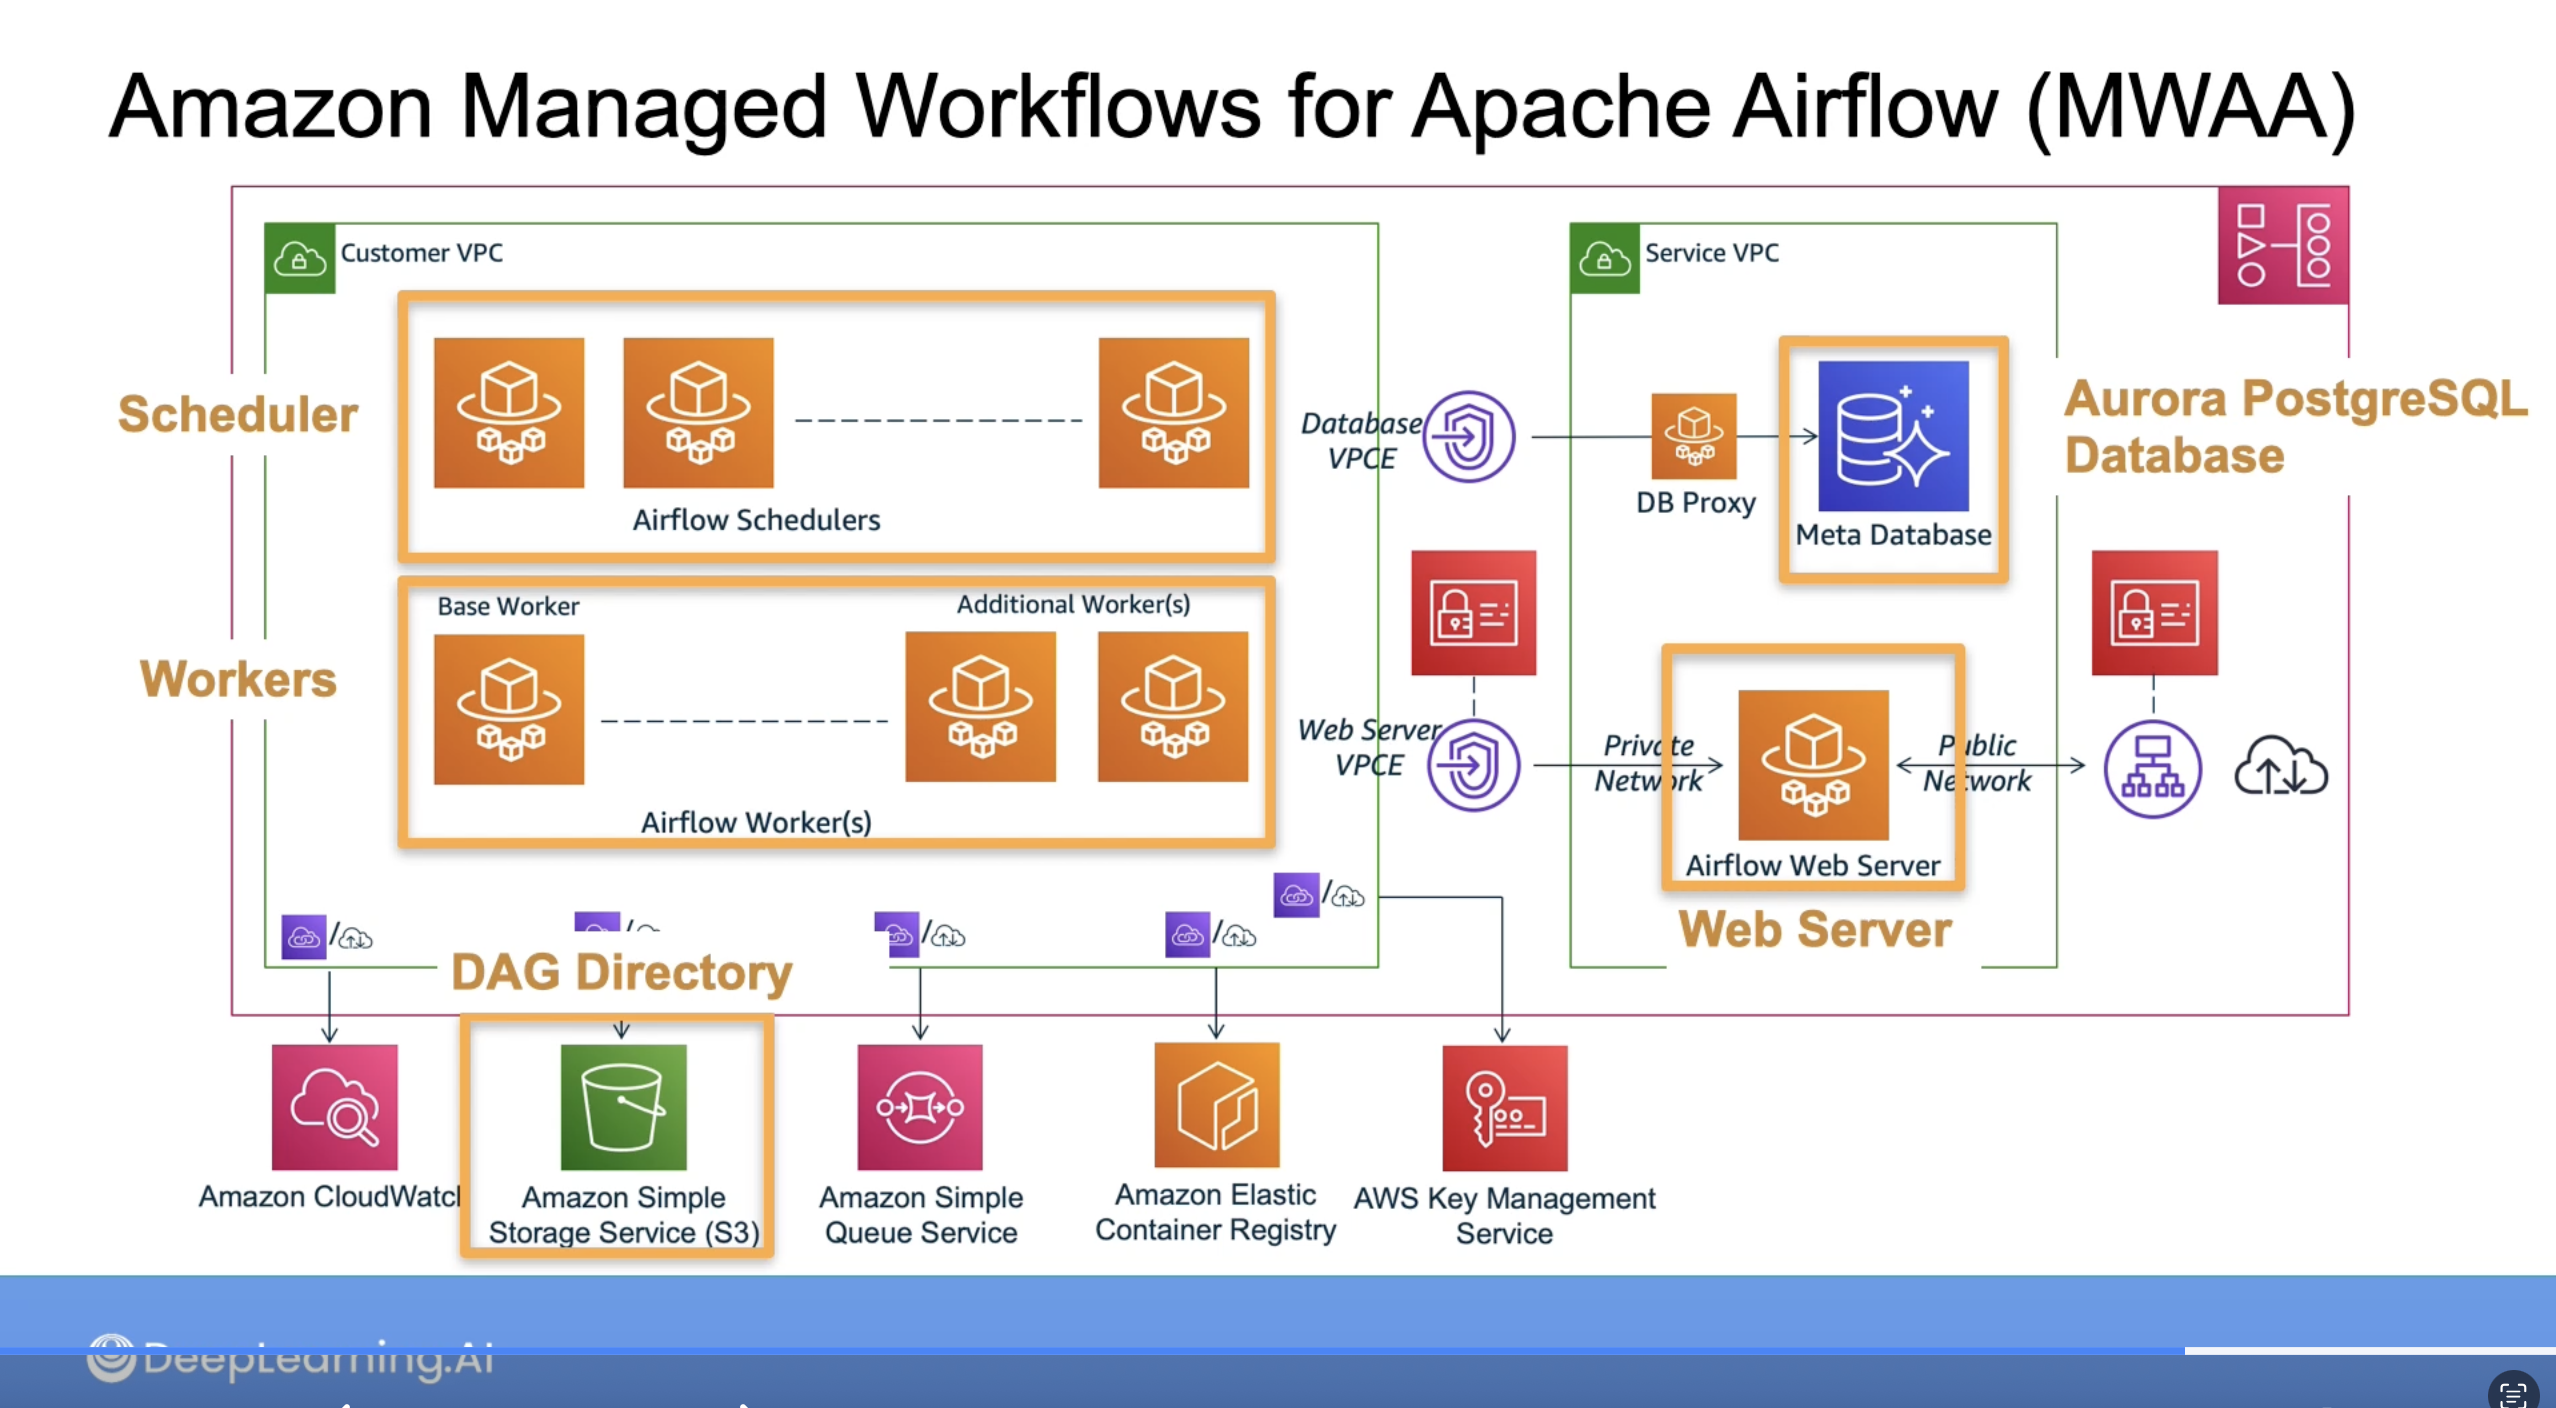 Amazon Managed Workflows for Apache Airflow (MWAA)
Customer VPC
Service VPC
Scheduler
Airflow Schedulers
Database
VPCE
DB Proxy
Meta Database
Aurora PostgreSQL
Database
Workers
Base Worker
Additional Worker(s)
Airflow Worker(s)
Web Server
VPCE
Private
Network
Public
Network
Airflow Web Server
Web Server
/
/
/
/
/
DAG Directory
Amazon CloudWatch
Amazon Simple
Storage Service (S3)
Amazon Simple
Queue Service
Amazon Elastic
Container Registry
AWS Key Management
Service
DeepLearning.AI